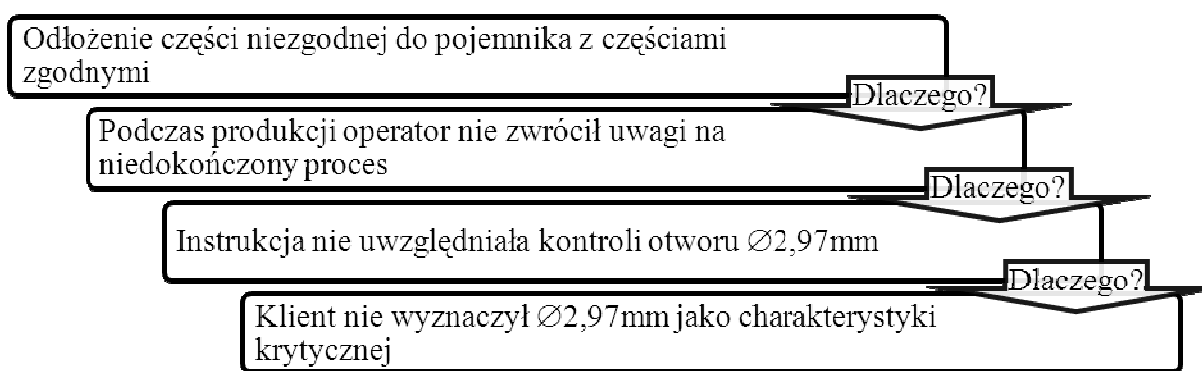 Odłożenie części niezgodnej do pojemnika z częściami
zgodnymi
Dlaczego?
Podczas produkcji operator nie zwrócił uwagi na
niedokończony proces
Dlaczego?
Instrukcja nie uwzględniała kontroli otworu ∅2,97mm
Dlaczego?
Klient nie wyznaczył ∅2,97mm jako charakterystyki
krytycznej